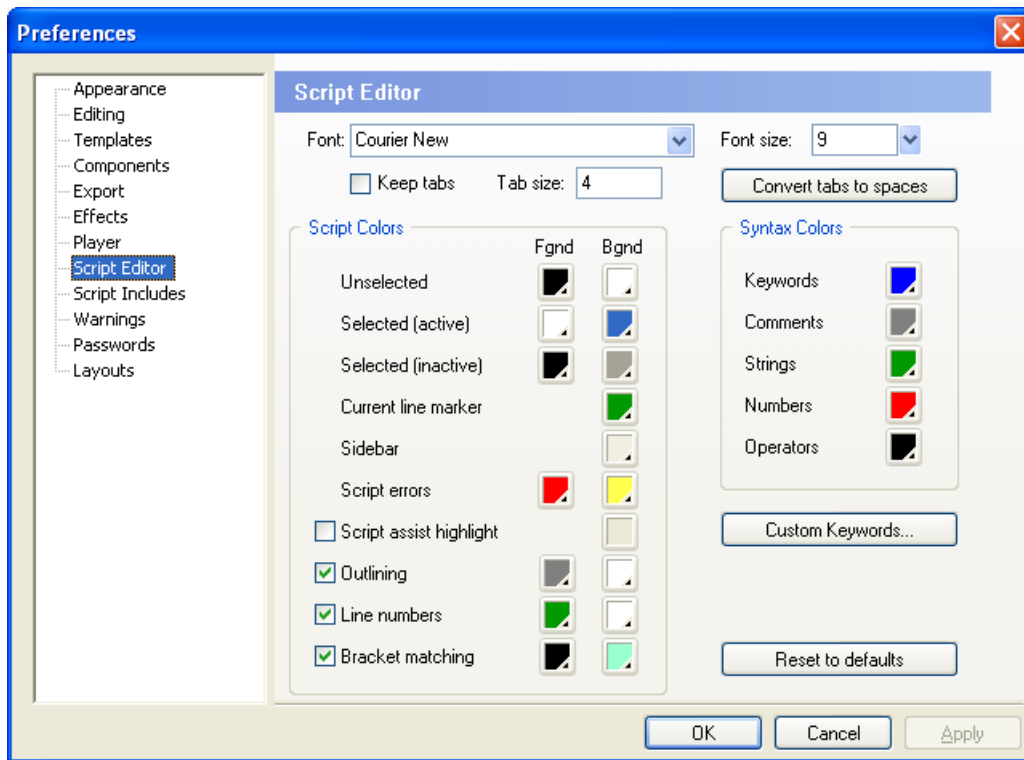 Preferences
Appearance
Editing
Templates
Components
Export
Effects
Player
Script Editor
Script Includes
Warnings
Passwords
Layouts
Script Editor
Font: Courier New
Font size: 9
Keep tabs
Tab size: 4
Convert tabs to spaces
Script Colors
Fgnd Bgnd
Unselected
Selected (active)
Selected (inactive)
Current line marker
Sidebar
Script errors
Script assist highlight
Outlining
Line numbers
Bracket matching
Syntax Colors
Keywords
Comments
Strings
Numbers
Operators
Custom Keywords...
Reset to defaults
OK
Cancel
Apply